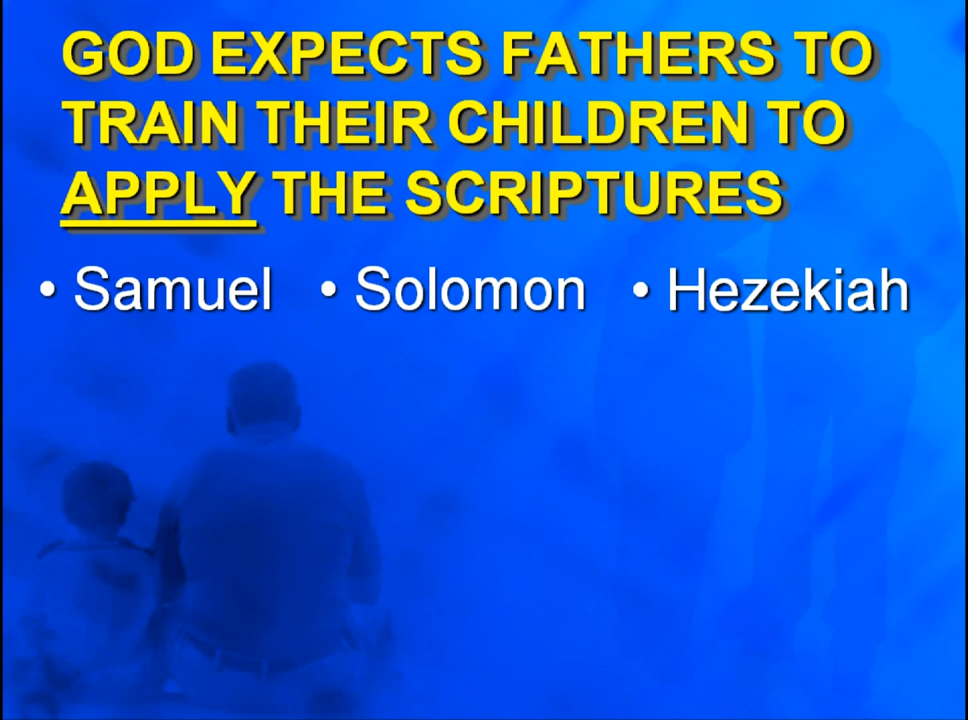 GOD EXPECTS FATHERS TO
TRAIN THEIR CHILDREN TO
APPLY THE SCRIPTURES
• Samuel • Solomon • Hezekiah